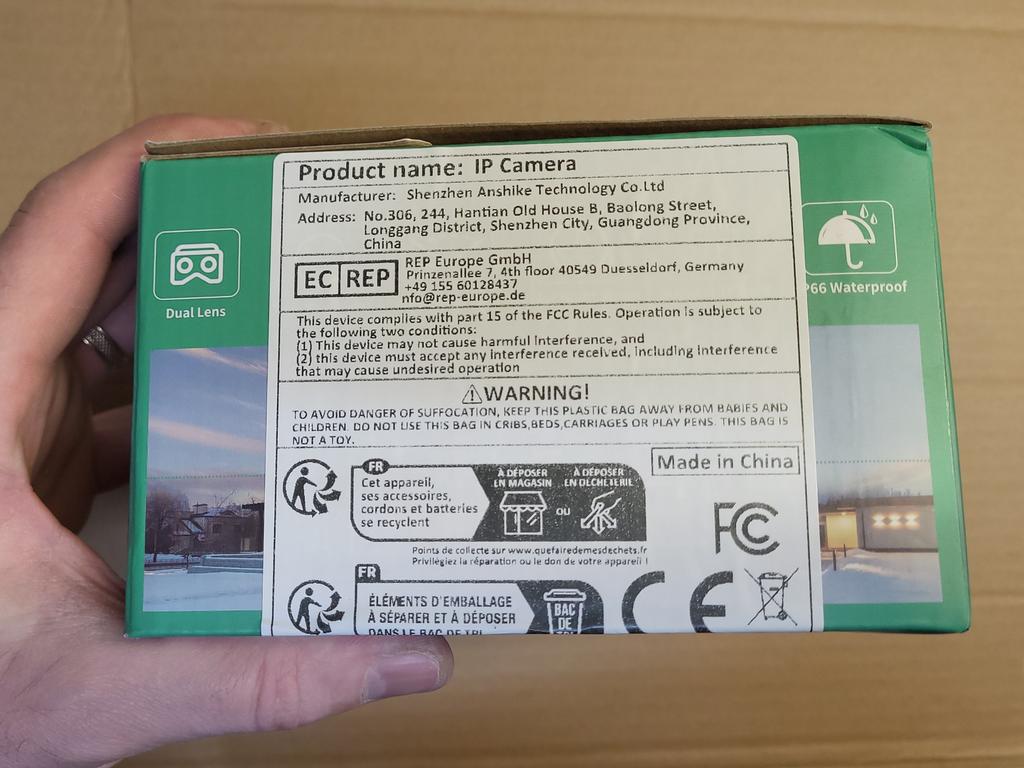 Product name: IP Camera
Manufacturer: Shenzhen Anshike Technology Co.Ltd
Address: No.306, 244, Hantian Old House B, Baolong Street,
Longgang District, Shenzhen City, Guangdong Province,
China
EC REP
REP Europe GmbH
Prinzenallee 7, 4th floor 40549 Duesseldorf, Germany
+49 155 60128437
nfo@rep-europe.de
Dual Lens
P66 Waterproof
This device complies with part 15 of the FCC Rules. Operation is subject to
the following two conditions:
(1) This device may not cause harmful interference, and
(2) this device must accept any interference received, including interference
that may cause undesired operation
⚠WARNING!
TO AVOID DANGER OF SUFFOCATION, KEEP THIS PLASTIC BAG AWAY FROM BABIES AND
CHILDREN. DO NOT USE THIS BAG IN CRIBS,BEDS,CARRIAGES OR PLAY PENS. THIS BAG IS
NOT A TOY.
Made in China
FR
Cet appareil,
ses accessoires,
cordons et batteries
se recyclent
À DÉPOSER
EN MAGASIN
OU
À DÉPOSER
EN DÉCHÈTERIE
Points de collecte sur www.quefairedemesdechets.fr
Privilégiez la réparation ou le don de votre appareil !
FC
FR
ÉLÉMENTS D'EMBALLAGE
À SÉPARER ET À DÉPOSER
DANS LE BAC DE TRI
BAC
DE
TRI
CE